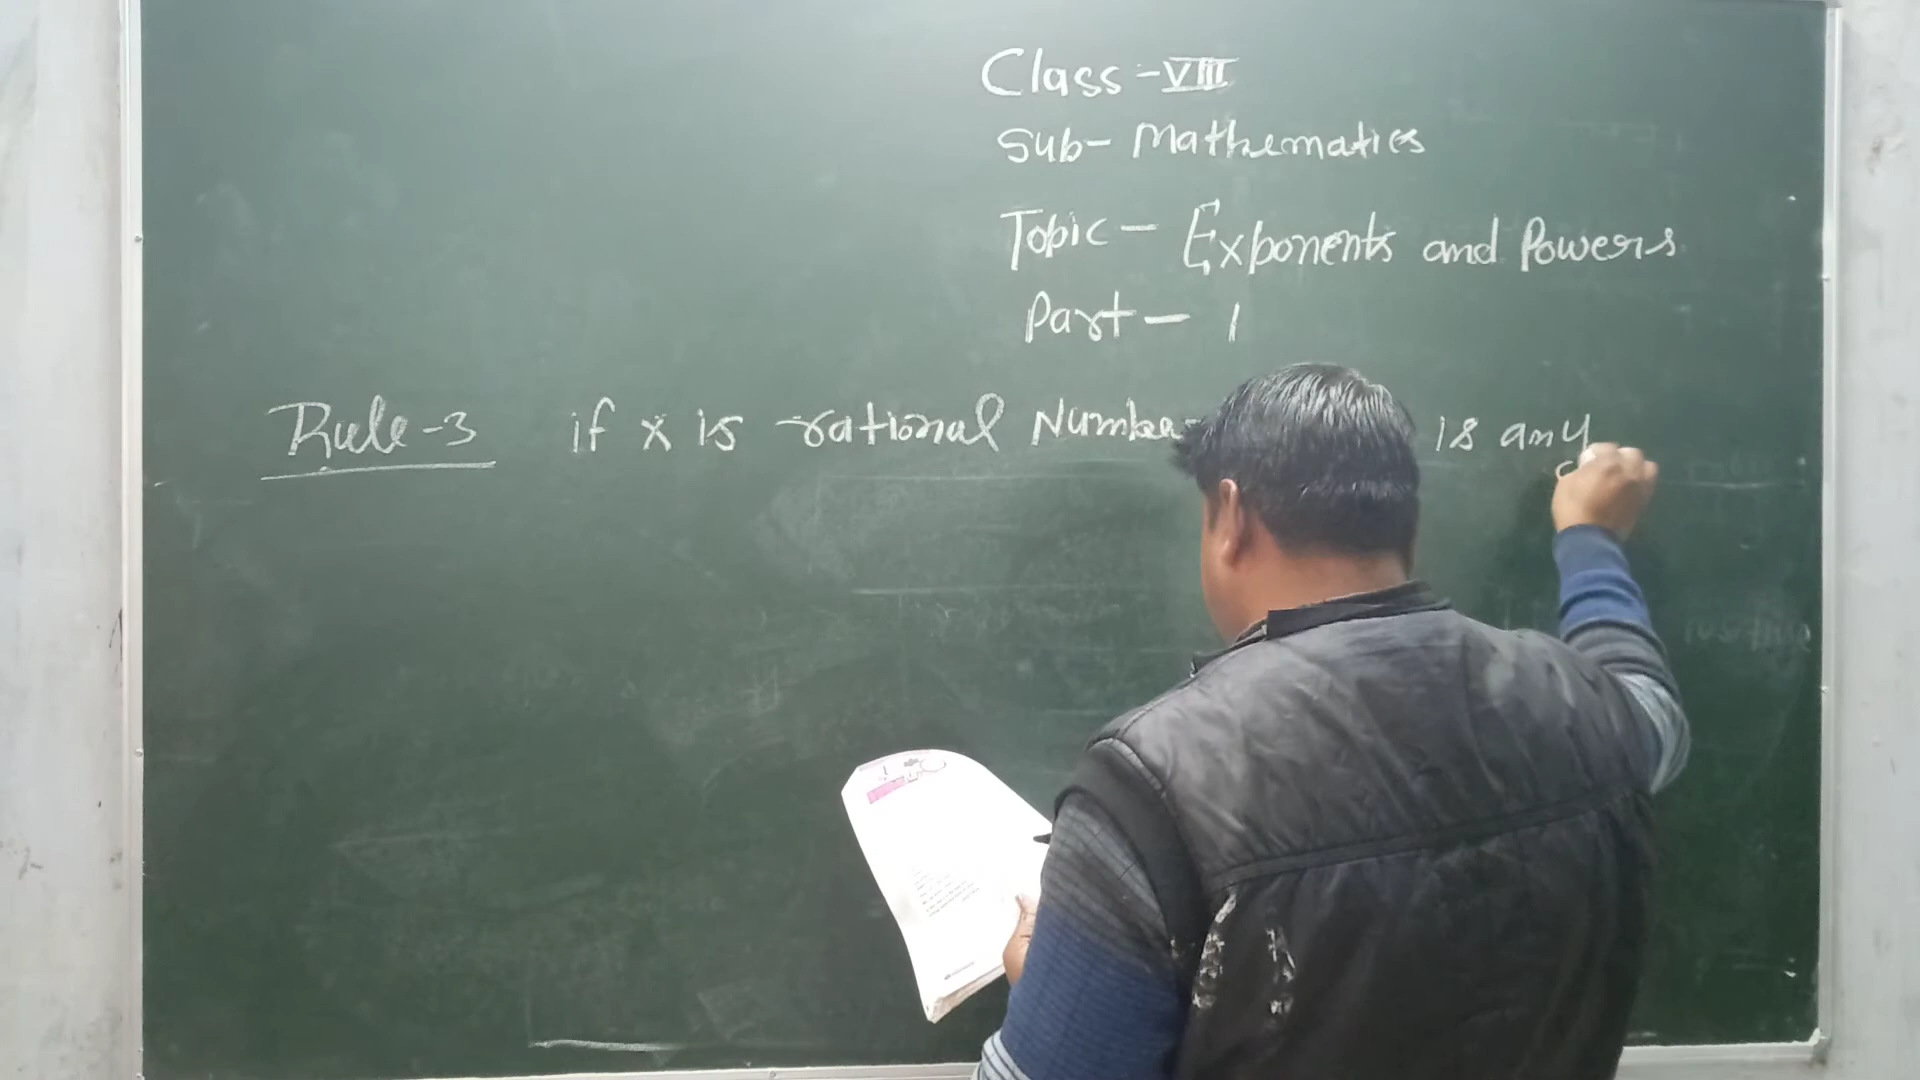 Class - VIII
Sub- Mathematics
Topic - Exponents and Powers
Part - 1
Rule-3 if x is rational Number is any